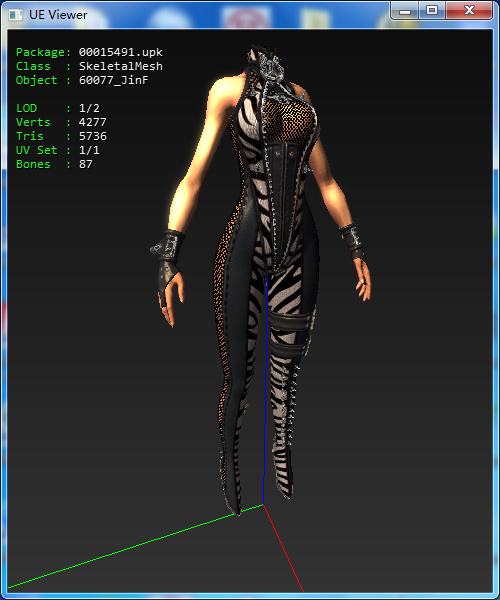 UE Viewer
Package: 00015491.upk
Class : SkeletalMesh
Object : 60077_JinF
LOD : 1/2
Verts : 4277
Tris : 5736
UV Set : 1/1
Bones : 87